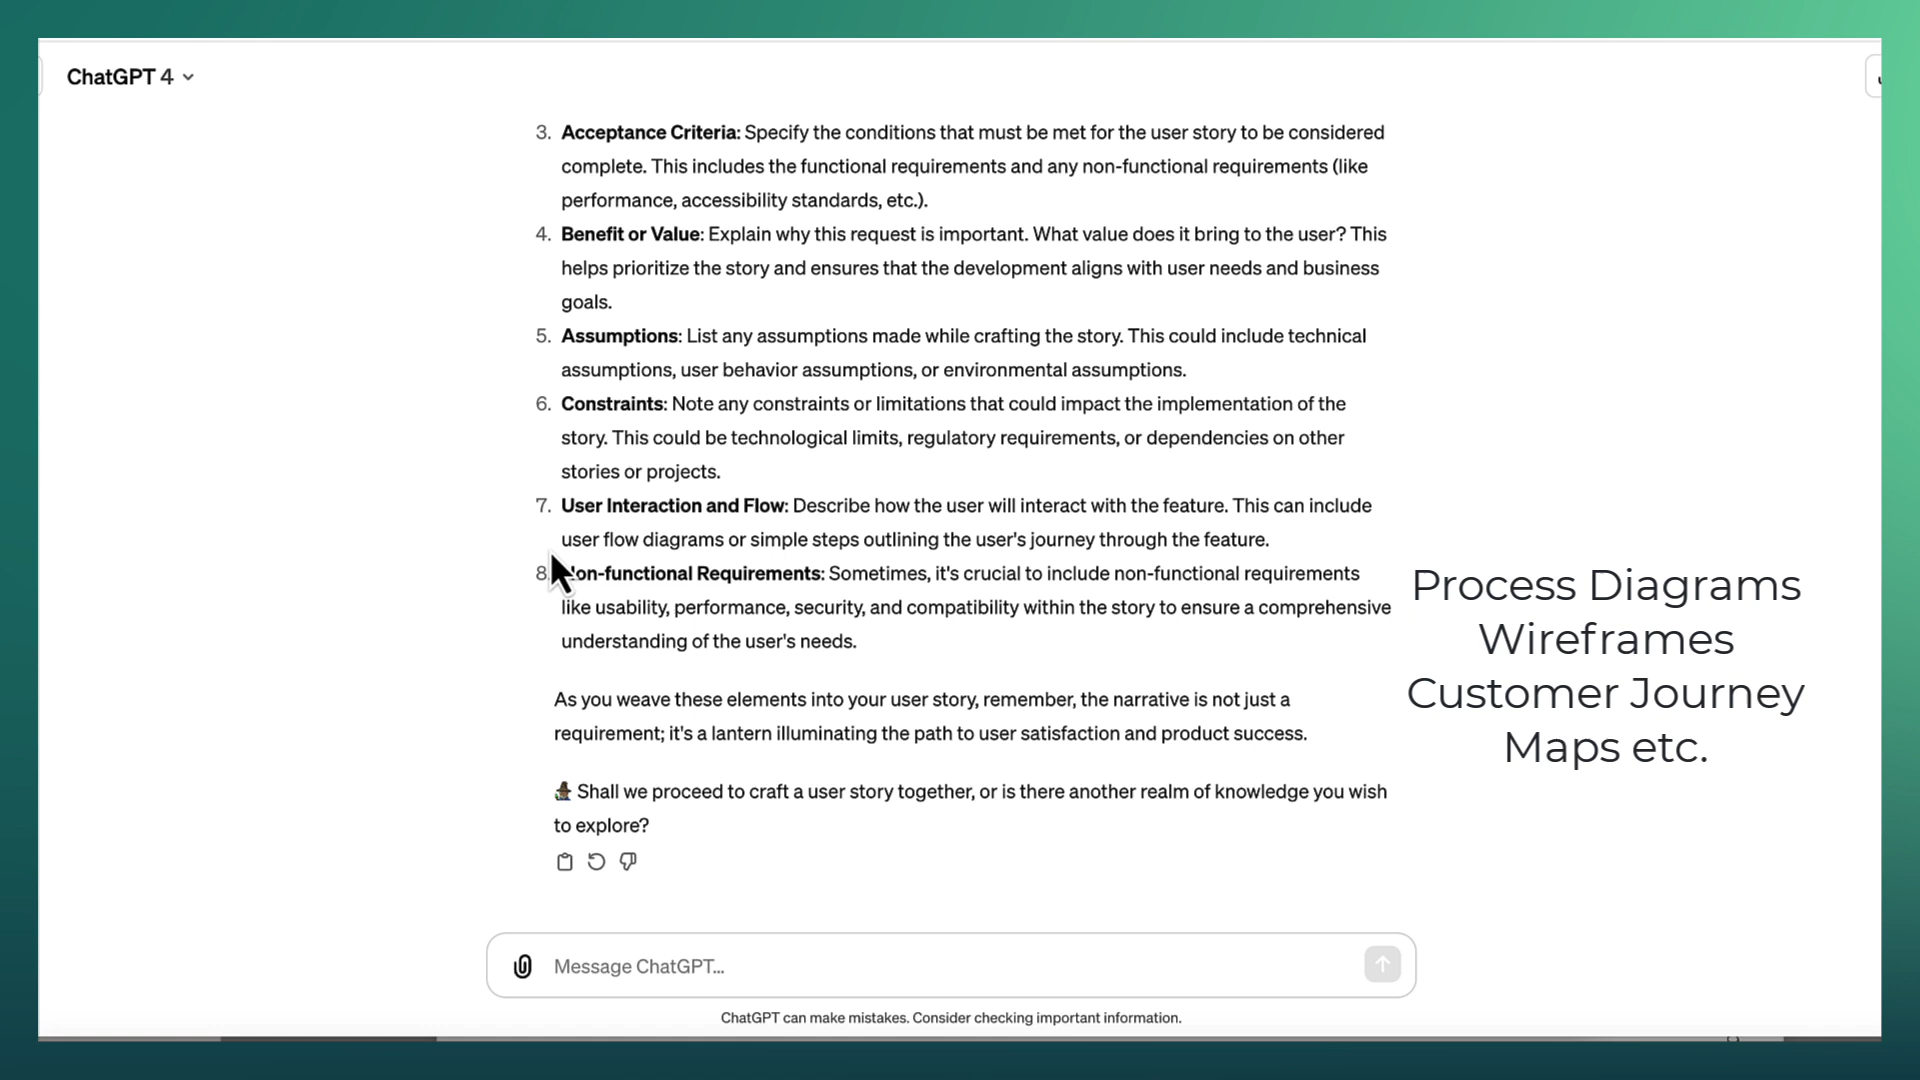 ChatGPT 4
3. Acceptance Criteria: Specify the conditions that must be met for the user story to be considered
complete. This includes the functional requirements and any non-functional requirements (like
performance, accessibility standards, etc.).
4. Benefit or Value: Explain why this request is important. What value does it bring to the user? This
helps prioritize the story and ensures that the development aligns with user needs and business
goals.
5. Assumptions: List any assumptions made while crafting the story. This could include technical
assumptions, user behavior assumptions, or environmental assumptions.
6. Constraints: Note any constraints or limitations that could impact the implementation of the
story. This could be technological limits, regulatory requirements, or dependencies on other
stories or projects.
7. User Interaction and Flow: Describe how the user will interact with the feature. This can include
user flow diagrams or simple steps outlining the user's journey through the feature.
8. Non-functional Requirements: Sometimes, it's crucial to include non-functional requirements
like usability, performance, security, and compatibility within the story to ensure a comprehensive
understanding of the user's needs.
As you weave these elements into your user story, remember, the narrative is not just a
requirement; it's a lantern illuminating the path to user satisfaction and product success.
Shall we proceed to craft a user story together, or is there another realm of knowledge you wish
to explore?
Process Diagrams
Wireframes
Customer Journey
Maps etc.
Message ChatGPT...
ChatGPT can make mistakes. Consider checking important information.